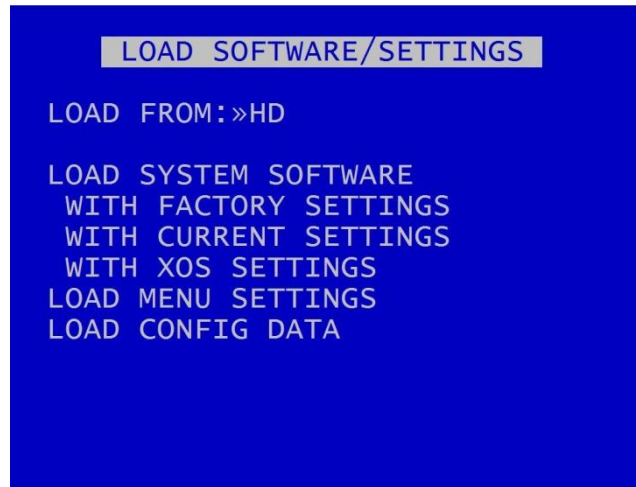 LOAD SOFTWARE/SETTINGS
LOAD FROM:»HD
LOAD SYSTEM SOFTWARE
WITH FACTORY SETTINGS
WITH CURRENT SETTINGS
WITH XOS SETTINGS
LOAD MENU SETTINGS
LOAD CONFIG DATA